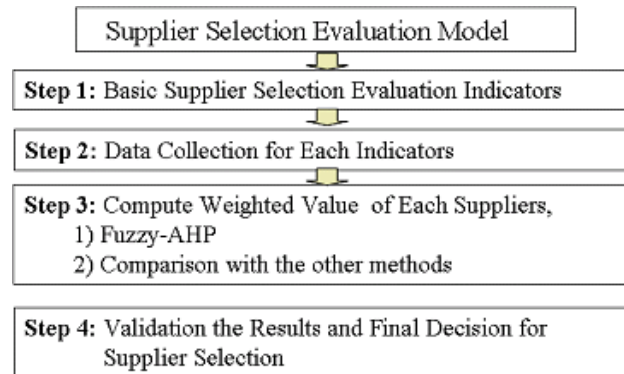 Supplier Selection Evaluation Model
Step 1: Basic Supplier Selection Evaluation Indicators
Step 2: Data Collection for Each Indicators
Step 3: Compute Weighted Value of Each Suppliers,
1) Fuzzy-AHP
2) Comparison with the other methods
Step 4: Validation the Results and Final Decision for
Supplier Selection